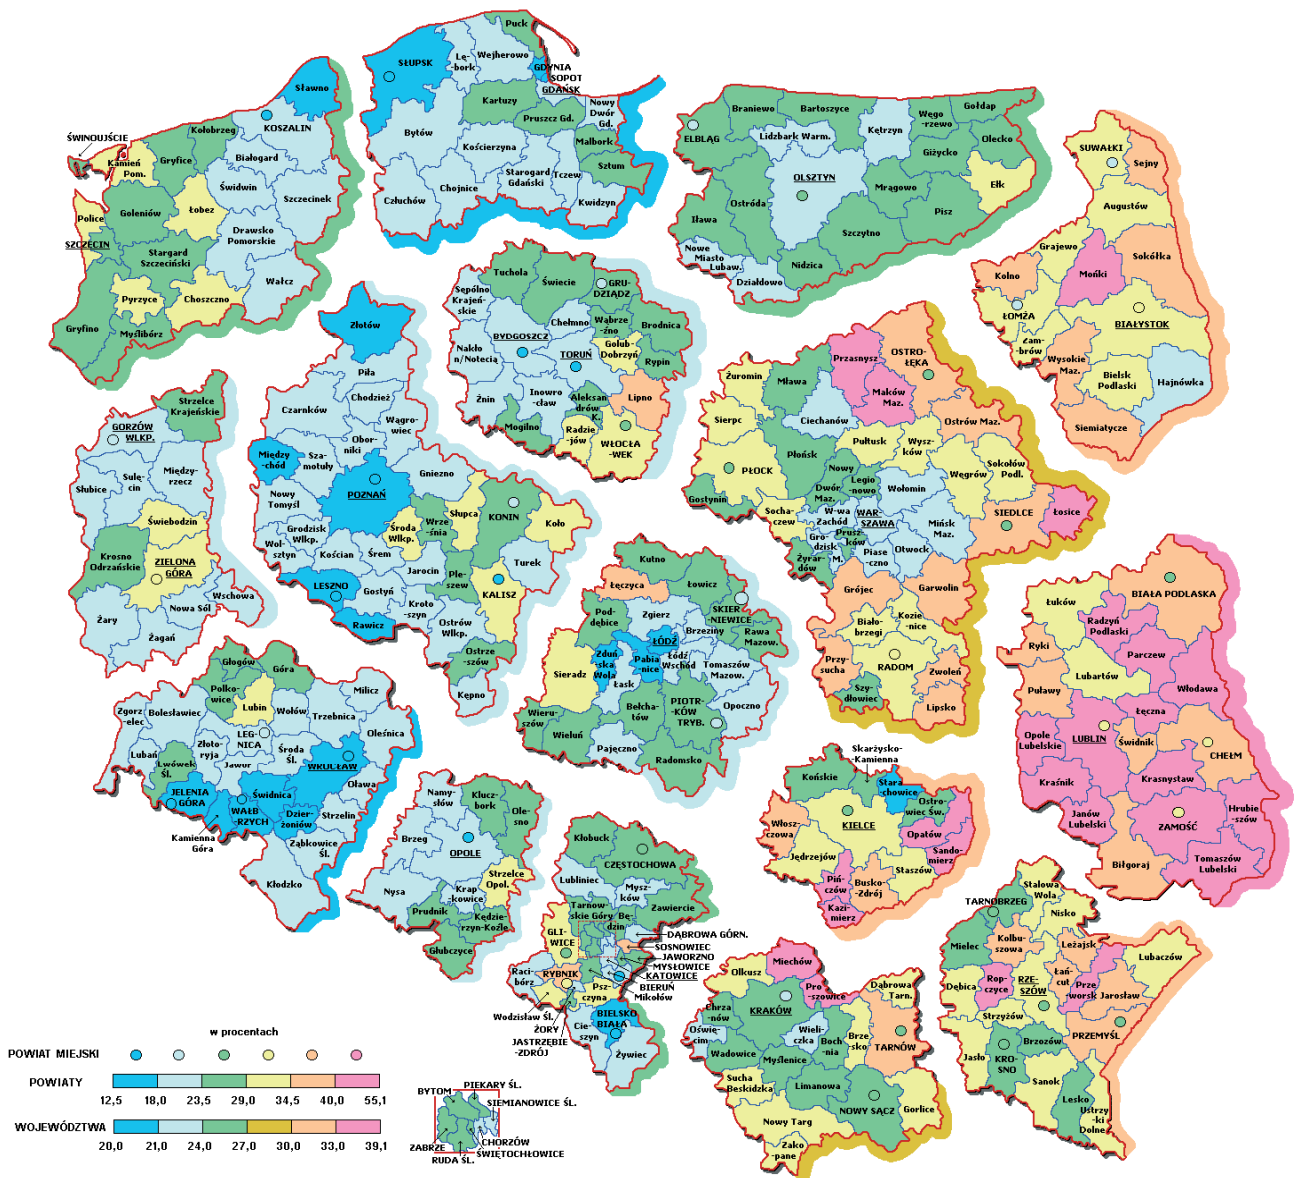 Sławno
KOSZALIN
ŚWINOUJŚCIE
Kołobrzeg
Kamień
Pom.
Gryfice
Białogard
Świdwin
Szczecinek
Police
Goleniów
Łobez
SZCZECIN
Drawsko
Pomorskie
Stargard
Szczeciński
Wałcz
Pyrzyce
Choszczno
Gryfino
Myślibórz
Puck
SŁUPSK
Lę-
bork
Wejherowo
GDYNIA
SOPOT
GDAŃSK
Kartuzy
Nowy
Dwór
Gd.
Pruszcz Gd.
Bytów
Kościerzyna
Malbork
Sztum
Starogard
Gdański
Tczew
Chojnice
Człuchów
Kwidzyn
Braniewo
Bartoszyce
Węgo
-rzewo
Gołdap
ELBLĄG
Lidzbark Warm.
Kętrzyn
Olecko
Giżycko
OLSZTYN
Ełk
Mrągowo
Ostróda
Pisz
Iława
Szczytno
Nowe
Miasto
Lubaw.
Nidzica
Działdowo
SUWAŁKI
Sejny
Augustów
Grajewo
Sokółka
Kolno
Mońki
ŁOMŻA
BIAŁYSTOK
Zam-
brów
Wysokie
Maz.
Bielsk
Podlaski
Hajnówka
Siemiatycze
Tuchola
Świecie
GRU-
DZIĄDZ
Sępólno
Krajeń-
skie
Chełmno
Wąbrze
-źno
Brodnica
BYDGOSZCZ
Nakło
n/Notecią
TORUŃ
Golub-
Dobrzyń
Rypin
Żnin
Inowro
-cław
Aleksan
drów
K.
Lipno
Mogilno
Radzie
-jów
WŁOCŁA
-WEK
Złotów
Piła
Chodzież
Czarnków
Wągro-
wiec
Obor-
niki
Między
-chód
Sza-
motuły
Gniezno
Nowy
Tomyśl
POZNAŃ
Słupca
KONIN
Koło
Grodzisk
Wlkp.
Środa
Wlkp.
Wrze
-śnia
Wol-
sztyn
Kościan
Śrem
Turek
Jarocin
Ple-
szew
LESZNO
Gostyń
KALISZ
Kroto
-szyn
Rawicz
Ostrów
Wlkp.
Ostrze
-szów
Kępno
Strzelce
Krajeńskie
GORZÓW
WLKP.
Między-
rzecz
Sulę-
cin
Słubice
Świebodzin
Krosno
Odrzańskie
ZIELONA
GÓRA
Wschowa
Nowa Sól
Żary
Żagań
Przasnysz
OSTRO-
ŁĘKA
Żuromin
Mława
Maków
Maz.
Sierpc
Ciechanów
Ostrów Maz.
Pułtusk
Wysz-
ków
Płońsk
PŁOCK
Węgrów
Sokołów
Podl.
Nowy
Dwór
Maz.
Legio
-nowo
Gostynin
Wołomin
Socha-
czew
W-wa
Zachód
WAR-
SZAWA
SIEDLCE
Łosice
Mińsk
Maz.
Gro-
dzisk
M.
Prusz-
ków
Żyrar-
dów
Piase
-czno
Otwock
Grójec
Garwolin
Biało-
brzegi
Kozie
-nice
Przy-
sucha
RADOM
Zwoleń
Szy-
dłowiec
Lipsko
Kutno
Łęczyca
Łowicz
Pod-
dębice
Zgierz
SKIER
-NIEWICE
Brzeziny
Rawa
Mazow.
ŁÓDŹ
Zduń
-ska
Wola
Pabia
-nice
Łódź
Wschód
Tomaszów
Mazow.
Sieradz
Łask
Opoczno
Bełcha-
tów
PIOTR-
KÓW
TRYB.
Wieru-
szów
Wieluń
Pajęczno
Radomsko
BIAŁA PODLASKA
Łuków
Radzyń
Podlaski
Ryki
Parczew
Lubartów
Puławy
Włodawa
Łęczna
Opole
Lubelskie
LUBLIN
Świdnik
CHEŁM
Kraśnik
Krasnystaw
Janów
Lubelski
ZAMOŚĆ
Hrubie
-szów
Biłgoraj
Tomaszów
Lubelski
Głogów
Góra
Polko-
wice
Lubin
Milicz
Wołów
Zgorz
-elec
Bolesławiec
Trzebnica
Oleśnica
LEG-
NICA
Złoto-
ryja
Środa
Śl.
Lubań
Lwówek
Śl.
Jawor
WROCŁAW
Oława
JELENIA
GÓRA
Świdnica
WAŁB
RZYCH
Dzier-
żoniów
Strzelin
Kamienna
Góra
Ząbkowice
Śl.
Kłodzko
Namy-
słów
Klucz-
bork
Ole-
sno
Brzeg
OPOLE
Strzelce
Opol.
Nysa
Krap
-kowice
Prudnik
Kędzie-
rzyn-Koźle
Głubczyce
Skarżysko-
Kamienna
Końskie
Stara
chowice
Ostro-
wiec Św.
Włosz-
czowa
KIELCE
Opatów
Jędrzejów
Sando-
mierz
Staszów
Piń-
czów
Busko-
-Zdrój
Kazi-
mierz
Kłobuck
CZĘSTOCHOWA
Lubliniec
Mysz-
ków
Tarnow-
skie Góry
Bę-
dzin
Zawiercie
GLI-
WICE
DĄBROWA GÓRN.
SOSNOWIEC
JAWORZNO
MYSŁOWICE
KATOWICE
BIERUŃ
Mikołów
Raci-
bórz
RYBNIK
Psz-
czyna
Wodzisław Śl.
ŻORY
JASTRZĘBIE
-ZDRÓJ
Cie-
szyn
BIELSKO
BIAŁA
Żywiec
Miechów
Olkusz
Pro
-szowice
Dąbrowa
Tarn.
Chrza
-nów
KRAKÓW
Oświę-
cim
Wieli-
czka
Boch
-nia
Brze
-sko
TARNÓW
Wadowice
Myślenice
Sucha
Beskidzka
Limanowa
NOWY SĄCZ
Gorlice
Nowy Targ
Zako
-pane
Stalowa
Wola
TARNOBRZEG
Nisko
Mielec
Kolbu-
szowa
Leżajsk
Lubaczów
Dębica
Rop-
czyce
RZE-
SZÓW
Łań-
cut
Prze
-worsk
Jarosław
Strzyżów
PRZEMYŚL
Jasło
KRO-
SNO
Brzozów
Sanok
Lesko
Ustrzy
-ki
Dolne
w procentach
POWIAT MIEJSKI
POWIATY
12,5 18,0 23,5 29,0 34,5 40,0 55,1
WOJEWÓDZTWA
20,0 21,0 24,0 27,0 30,0 33,0 39,1
BYTOM
PIEKARY ŚL.
SIEMIANOWICE ŚL.
ZABRZE
CHORZÓW
ŚWIĘTOCHŁOWICE
RUDA ŚL.